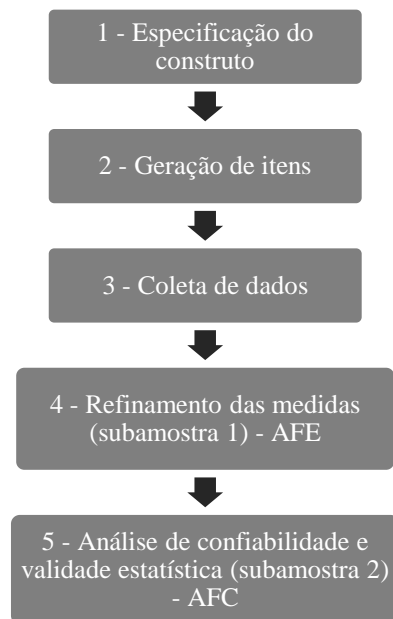 1 - Especificação do
construto
2 - Geração de itens
3 - Coleta de dados
4 - Refinamento das medidas
(subamostra 1) - AFE
5 - Análise de confiabilidade e
validade estatística (subamostra 2)
- AFC